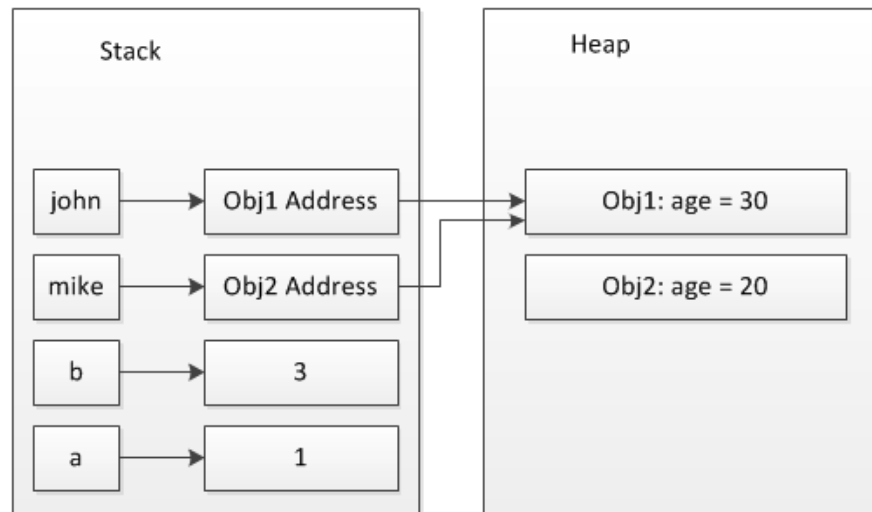 Stack
Heap
john
Obj1 Address
Obj1: age = 30
mike
Obj2 Address
Obj2: age = 20
b
3
a
1